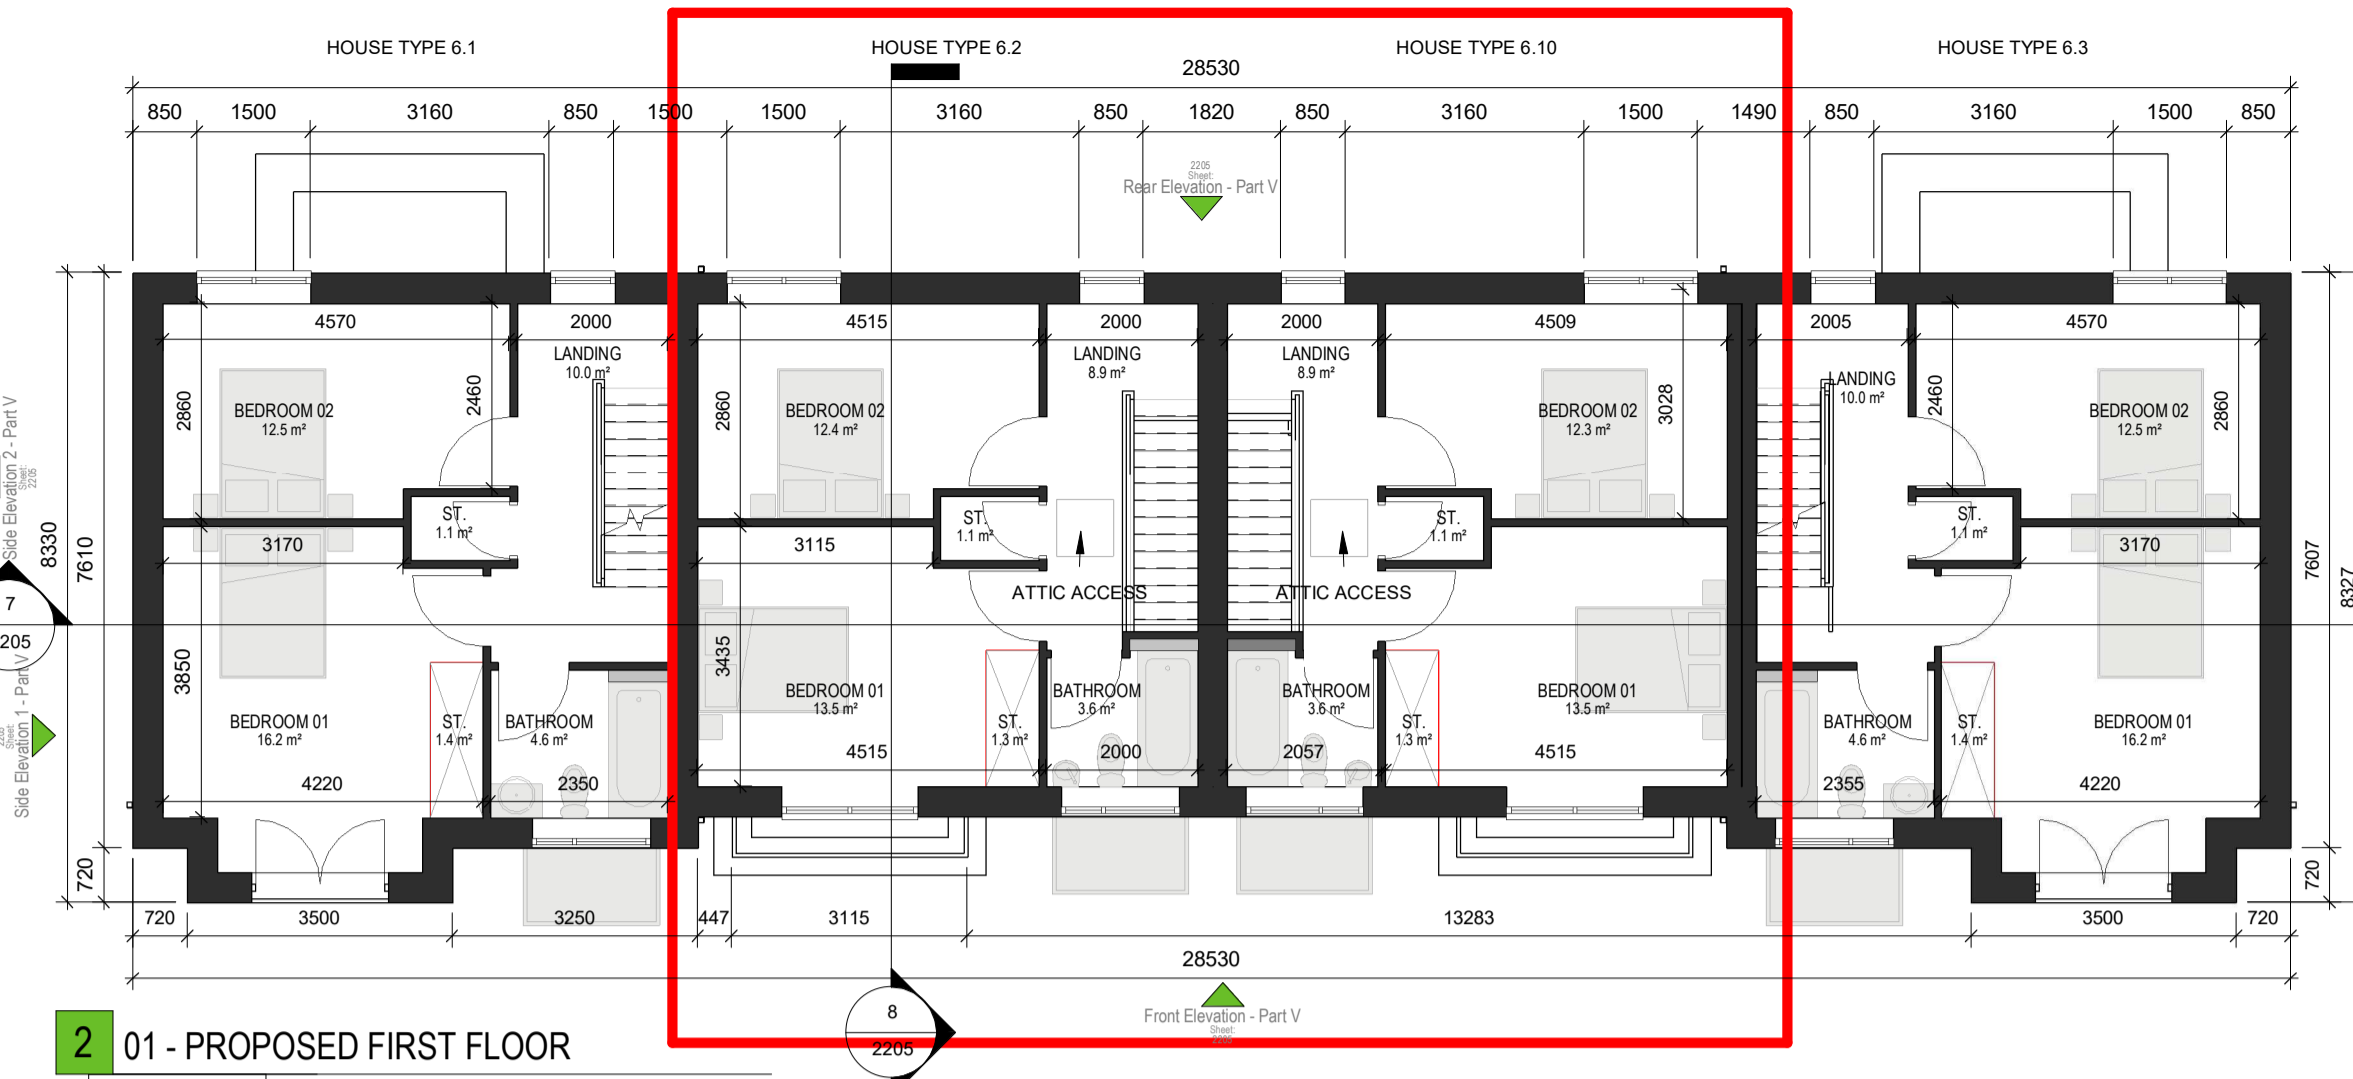 HOUSE TYPE 6.1
HOUSE TYPE 6.2
HOUSE TYPE 6.10
HOUSE TYPE 6.3
28530
850 1500 3160 850 1500 1500 3160 850 1820 850 3160 1500 1490 850 3160 1500 850
2205
Sheet:
Rear Elevation - Part V
4570 2000 4515 2000 2000 4509 2005 4570
LANDING
10.0 m²
LANDING
8.9 m²
LANDING
8.9 m²
LANDING
10.0 m²
2860
2460
2860
3028
2460
2860
BEDROOM 02
12.5 m²
BEDROOM 02
12.4 m²
BEDROOM 02
12.3 m²
BEDROOM 02
12.5 m²
Side Elevation 2 - Part V
Sheet:
2205
8330
7610
7607
8327
ST.
1.1 m²
ST.
1.1 m²
ST.
1.1 m²
ST.
1.1 m²
3170
3115
3170
ATTIC ACCESS
ATTIC ACCESS
7
205
3850
3435
Side Elevation 1 - Part V
Sheet:
2205
BEDROOM 01
16.2 m²
ST.
1.4 m²
BATHROOM
4.6 m²
BEDROOM 01
13.5 m²
ST.
1.3 m²
BATHROOM
3.6 m²
BATHROOM
3.6 m²
ST.
1.3 m²
BEDROOM 01
13.5 m²
BATHROOM
4.6 m²
ST.
1.4 m²
BEDROOM 01
16.2 m²
4220 2350 4515 2000 2057 4515 2355 4220
720
720
720 3500 3250 447 3115 13283 3500 720
28530
8
2205
Front Elevation - Part V
Sheet:
2205
2 01 - PROPOSED FIRST FLOOR